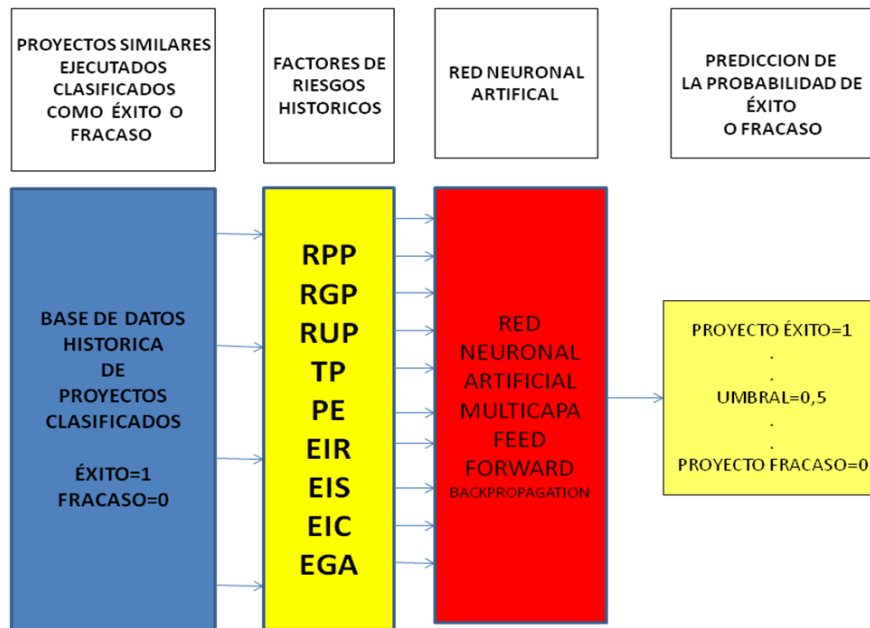 PROYECTOS SIMILARES
EJECUTADOS
CLASIFICADOS
COMO ÉXITO O
FRACASO
FACTORES DE
RIESGOS
HISTORICOS
RED NEURONAL
ARTIFICAL
PREDICCION DE
LA PROBABILIDAD DE
ÉXITO
O FRACASO
BASE DE DATOS
HISTORICA
DE
PROYECTOS
CLASIFICADOS
ÉXITO=1
FRACASO=0
RPP
RGP
RUP
TP
PE
EIR
EIS
EIC
EGA
RED
NEURONAL
ARTIFICIAL
MULTICAPA
FEED
FORWARD
BACKPROPAGATION
PROYECTO ÉXITO=1
.
.
UMBRAL=0,5
.
.
PROYECTO FRACASO=0